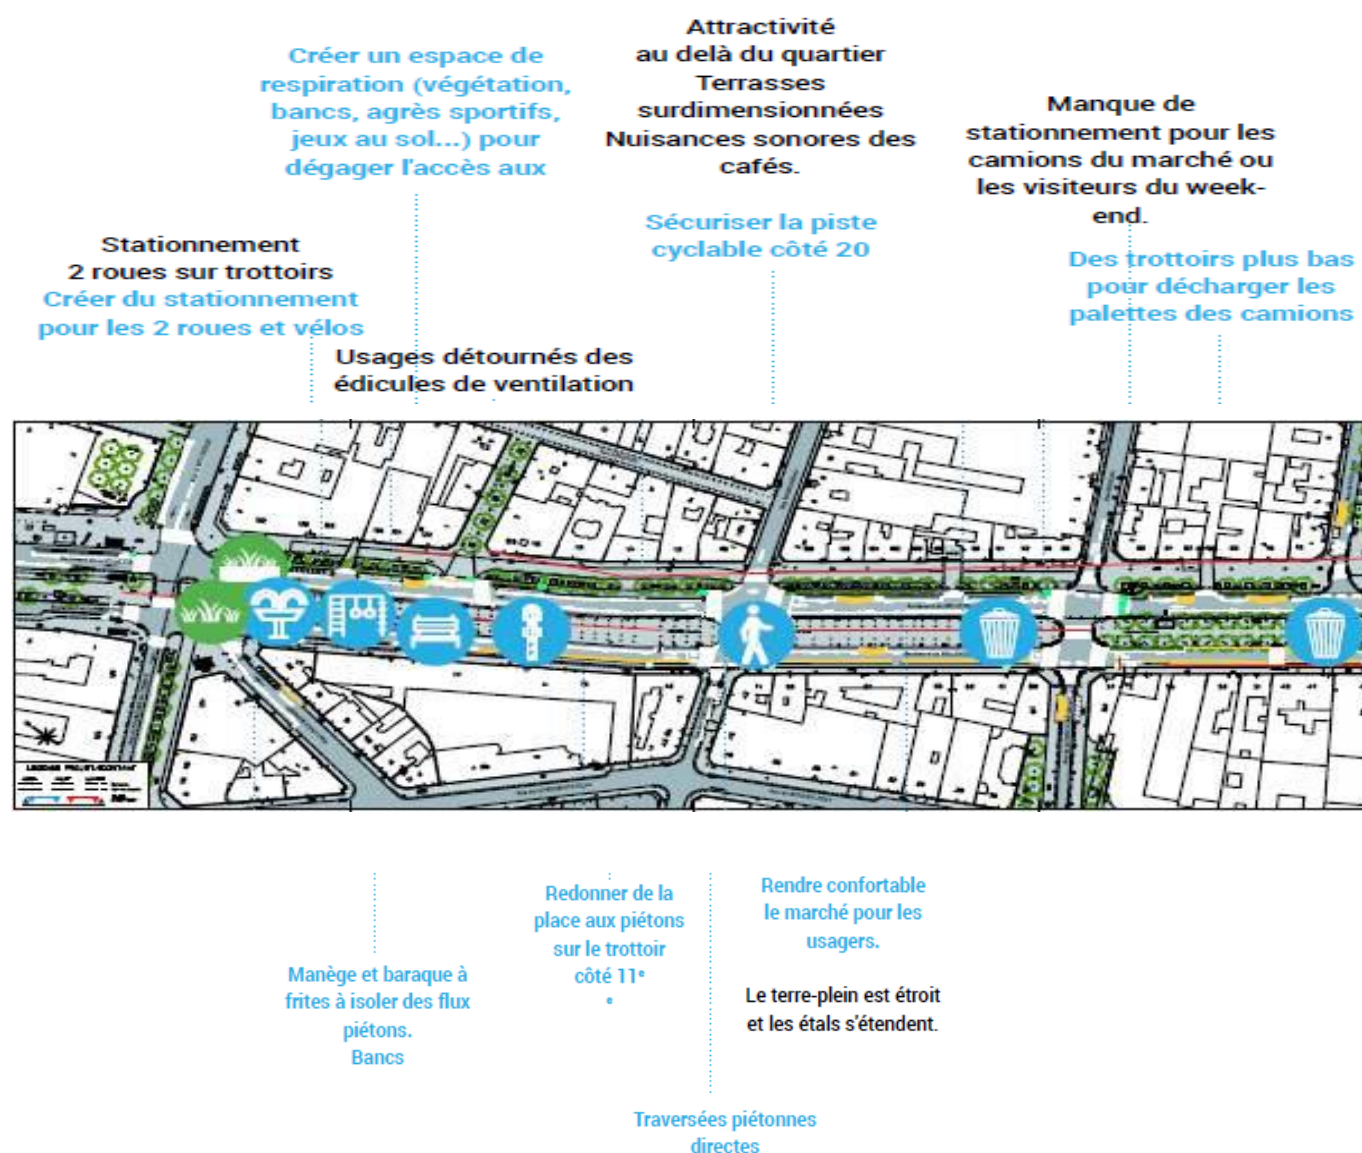 Créer un espace de
respiration (végétation,
bancs, agrès sportifs,
jeux au sol...) pour
dégager l'accès aux
Attractivité
au delà du quartier
Terrasses
surdimensionnées
Nuisances sonores des
cafés.
Sécuriser la piste
cyclable côté 20
Manque de
stationnement pour les
camions du marché ou
les visiteurs du week-
end.
Des trottoirs plus bas
pour décharger les
palettes des camions
Stationnement
2 roues sur trottoirs
Créer du stationnement
pour les 2 roues et vélos
Usages détournés des
édicules de ventilation
Manège et baraque à
frites à isoler des flux
piétons.
Bancs
Redonner de la
place aux piétons
sur le trottoir
côté 11e
e
Rendre confortable
le marché pour les
usagers.
Le terre-plein est étroit
et les étals s'étendent.
Traversées piétonnes
directes